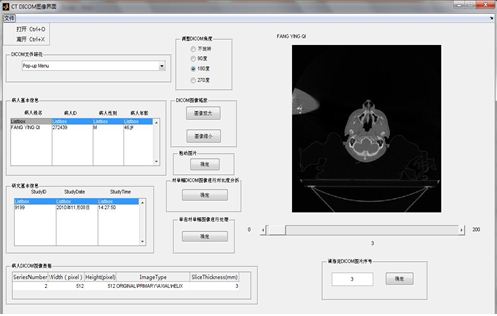 CT DICOM图像界面
文件
打开 Ctrl+O
离开 Ctrl+X
DICOM文件路径
Pop-up Menu
调整DICOM角度
不旋转
90度
180度
270度
FANG YING QI
病人基本信息
病人姓名 病人ID 病人性别 病人年龄
Listbox Listbox Listbox Listbox
FANG YING QI 272439 M 46岁
DICOM图像缩放
图像放大
图像缩小
拖动图片
确定
对单幅DICOM图像进行对比度分析
确定
研究基本信息
StudyID StudyDate StudyTime
Listbox Listbox Listbox
9199 2010年11月08日 14:27:50
单击对单幅图像进行处理
确定
0 200
3
病人DICOM图像参数
SeriesNumber Width ( pixel ) Height(pixel) ImageType SliceThickness(mm)
2 512 512 ORIGINAL\PRIMARY\AXIAL\HELIX 3
请指定DICOM图片序号
3
确定